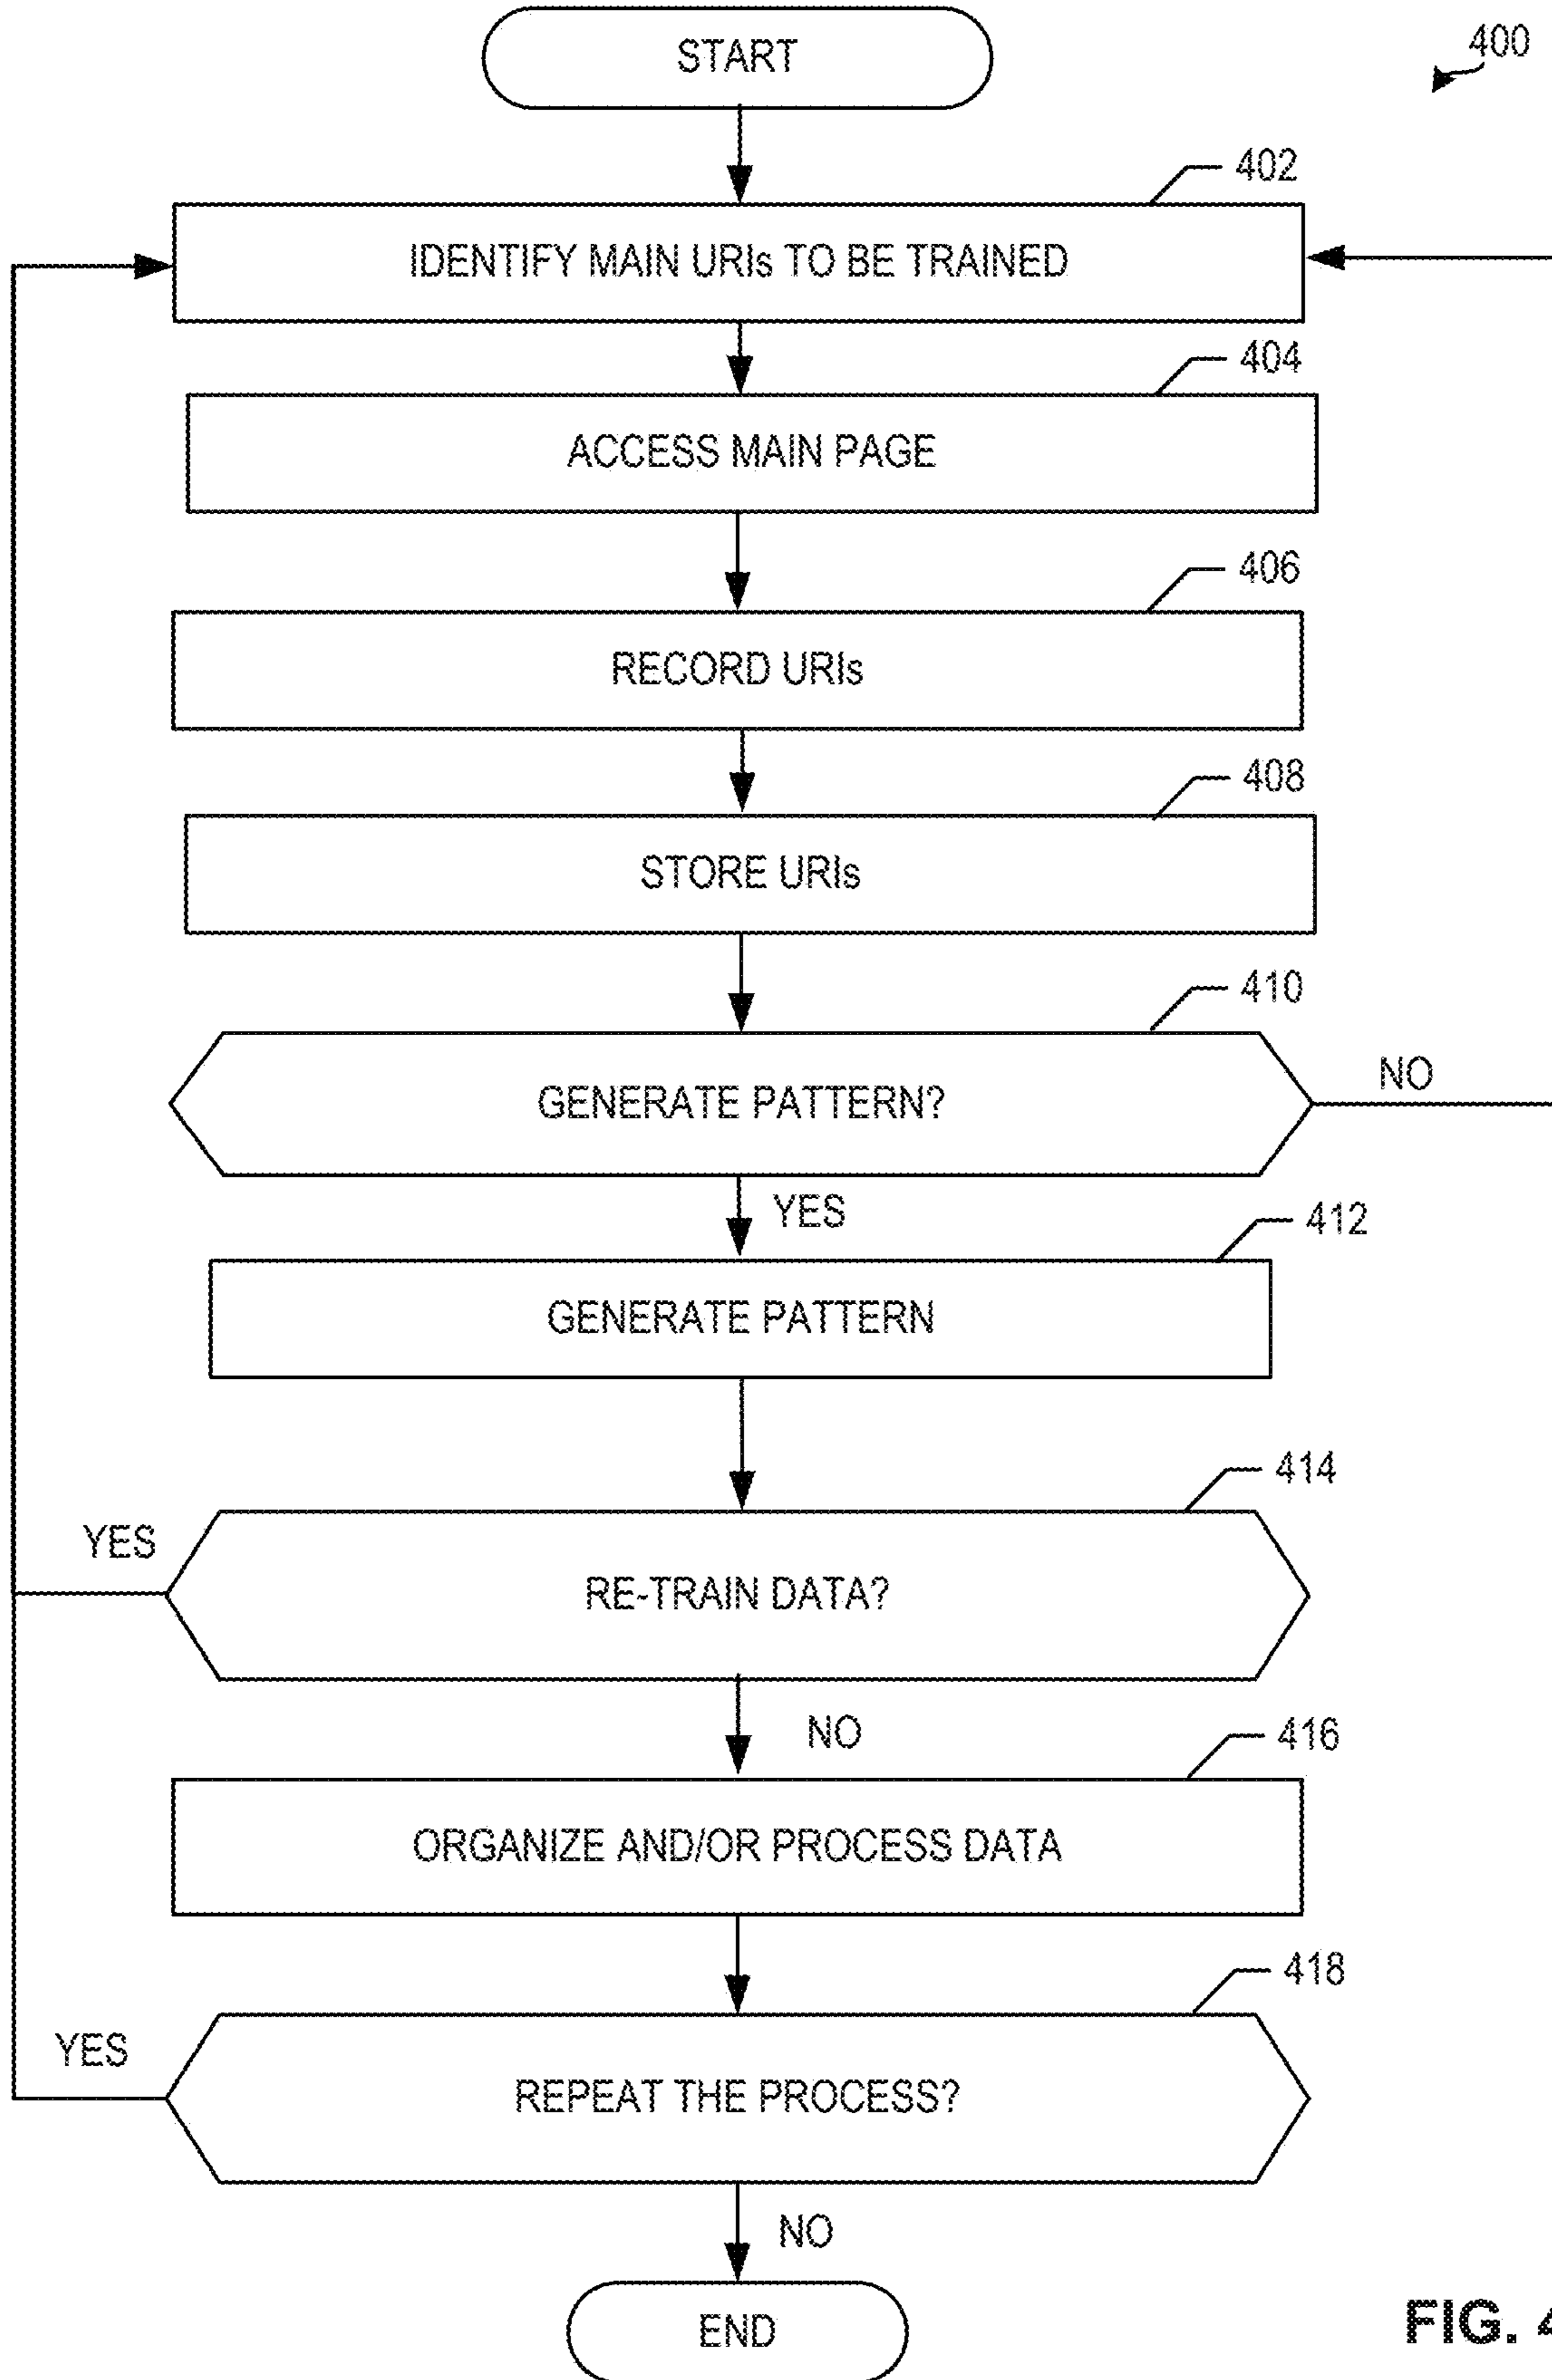 START
400
402
IDENTIFY MAIN URIs TO BE TRAINED
404
ACCESS MAIN PAGE
406
RECORD URIs
408
STORE URIs
410
GENERATE PATTERN?
NO
YES
412
GENERATE PATTERN
414
YES
RE-TRAIN DATA?
NO
416
ORGANIZE AND/OR PROCESS DATA
418
YES
REPEAT THE PROCESS?
NO
END
FIG. 4